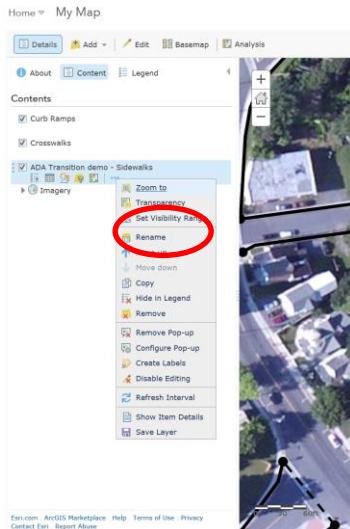 Home My Map
Details Add Edit Basemap Analysis
About Content Legend
Contents
Curb Ramps
Crosswalks
ADA Transition demo - Sidewalks
Imagery
Zoom to
Transparency
Set Visibility Range
Rename
Move down
Copy
Hide in Legend
Remove
Remove Pop-up
Configure Pop-up
Create Labels
Disable Editing
Refresh Interval
Show Item Details
Save Layer
Esri.com ArcGIS Marketplace Help Terms of Use Privacy
Contact Esri Report Abuse